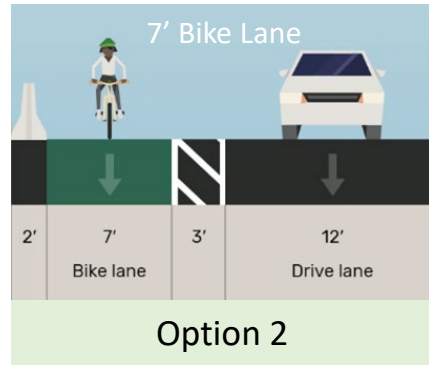 7’ Bike Lane
2’ 7’ 3’ 12’
Bike lane Drive lane
Option 2